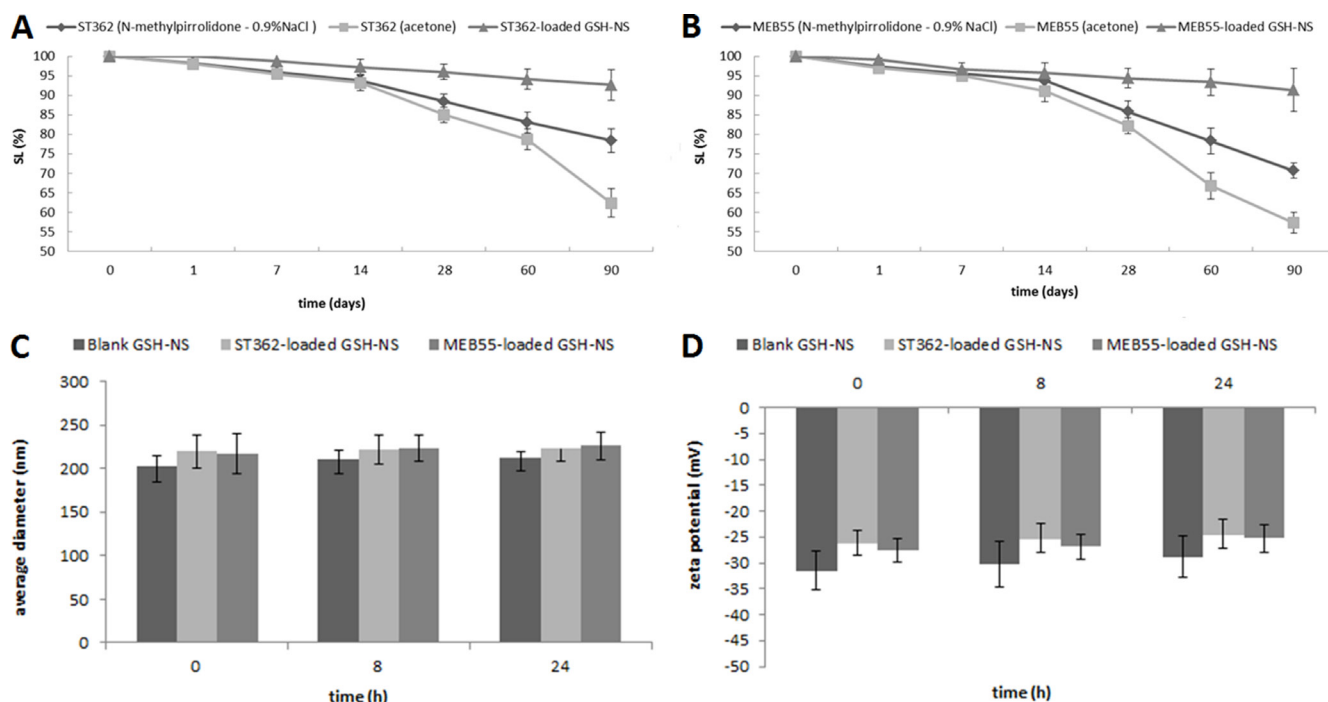 A
ST362 (N-methylpirrolidone - 0.9%NaCl ) ST362 (acetone) ST362-loaded GSH-NS
SL (%)
100
95
90
85
80
75
70
65
60
55
50
0 1 7 14 28 60 90
time (days)
B
MEB55 (N-methylpirrolidone - 0.9% NaCl) MEB55 (acetone) MEB55-loaded GSH-NS
SL (%)
100
95
90
85
80
75
70
65
60
55
50
0 1 7 14 28 60 90
time (days)
C
Blank GSH-NS ST362-loaded GSH-NS MEB55-loaded GSH-NS
average diameter (nm)
300
250
200
150
100
50
0
0 8 24
time (h)
D
Blank GSH-NS ST362-loaded GSH-NS MEB55-loaded GSH-NS
0 8 24
zeta potential (mV)
-0
-5
-10
-15
-20
-25
-30
-35
-40
-45
-50
time (h)